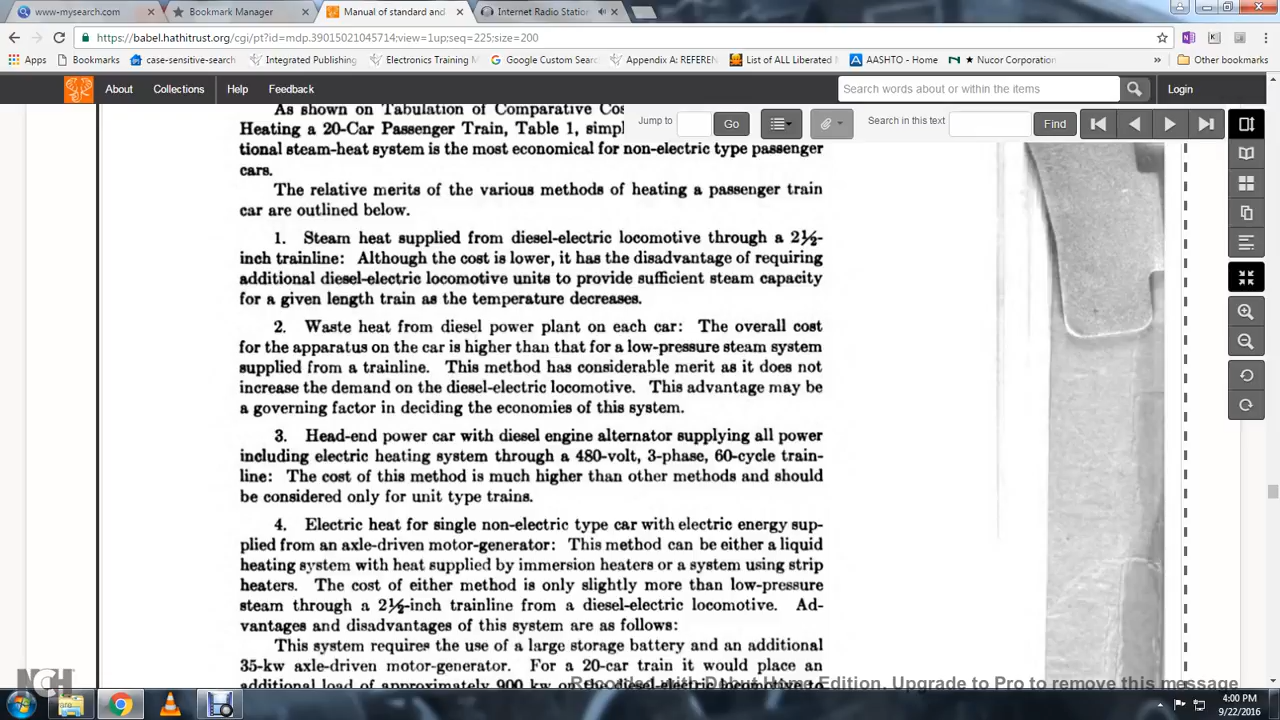 www-mysearch.com
Bookmark Manager
Manual of standard and
Internet Radio Station
https://babel.hathitrust.org/cgi/pt?id=mdp.39015021045714;view=1up;seq=225;size=200
Apps
Bookmarks
case-sensitive-search
Integrated Publishing
Electronics Training
Google Custom Sear
Appendix A: REFEREN
List of ALL Liberated
AASHTO - Home
Nucor Corporation
»
Other bookmarks
About
Collections
Help
Feedback
Search words about or within the items
Login
Jump to
Go
Search in this text
Find
As shown on Tabulation of Comparative Cos
Heating a 20-Car Passenger Train, Table 1, simpl
tional steam-heat system is the most economical for non-electric type passenger
cars.
The relative merits of the various methods of heating a passenger train
car are outlined below.
1. Steam heat supplied from diesel-electric locomotive through a 2½-
inch trainline: Although the cost is lower, it has the disadvantage of requiring
additional diesel-electric locomotive units to provide sufficient steam capacity
for a given length train as the temperature decreases.
2. Waste heat from diesel power plant on each car: The overall cost
for the apparatus on the car is higher than that for a low-pressure steam system
supplied from a trainline. This method has considerable merit as it does not
increase the demand on the diesel-electric locomotive. This advantage may be
a governing factor in deciding the economies of this system.
3. Head-end power car with diesel engine alternator supplying all power
including electric heating system through a 480-volt, 3-phase, 60-cycle train-
line: The cost of this method is much higher than other methods and should
be considered only for unit type trains.
4. Electric heat for single non-electric type car with electric energy sup-
plied from an axle-driven motor-generator: This method can be either a liquid
heating system with heat supplied by immersion heaters or a system using strip
heaters. The cost of either method is only slightly more than low-pressure
steam through a 2½-inch trainline from a diesel-electric locomotive. Ad-
vantages and disadvantages of this system are as follows:
This system requires the use of a large storage battery and an additional
35-kw axle-driven motor-generator. For a 20-car train it would place an
additional load of approximately 900 kw on the diesel-electric locomotive to
Recorded with Debut Home Edition. Upgrade to Pro to remove this message
NCH
4:00 PM
9/22/2016